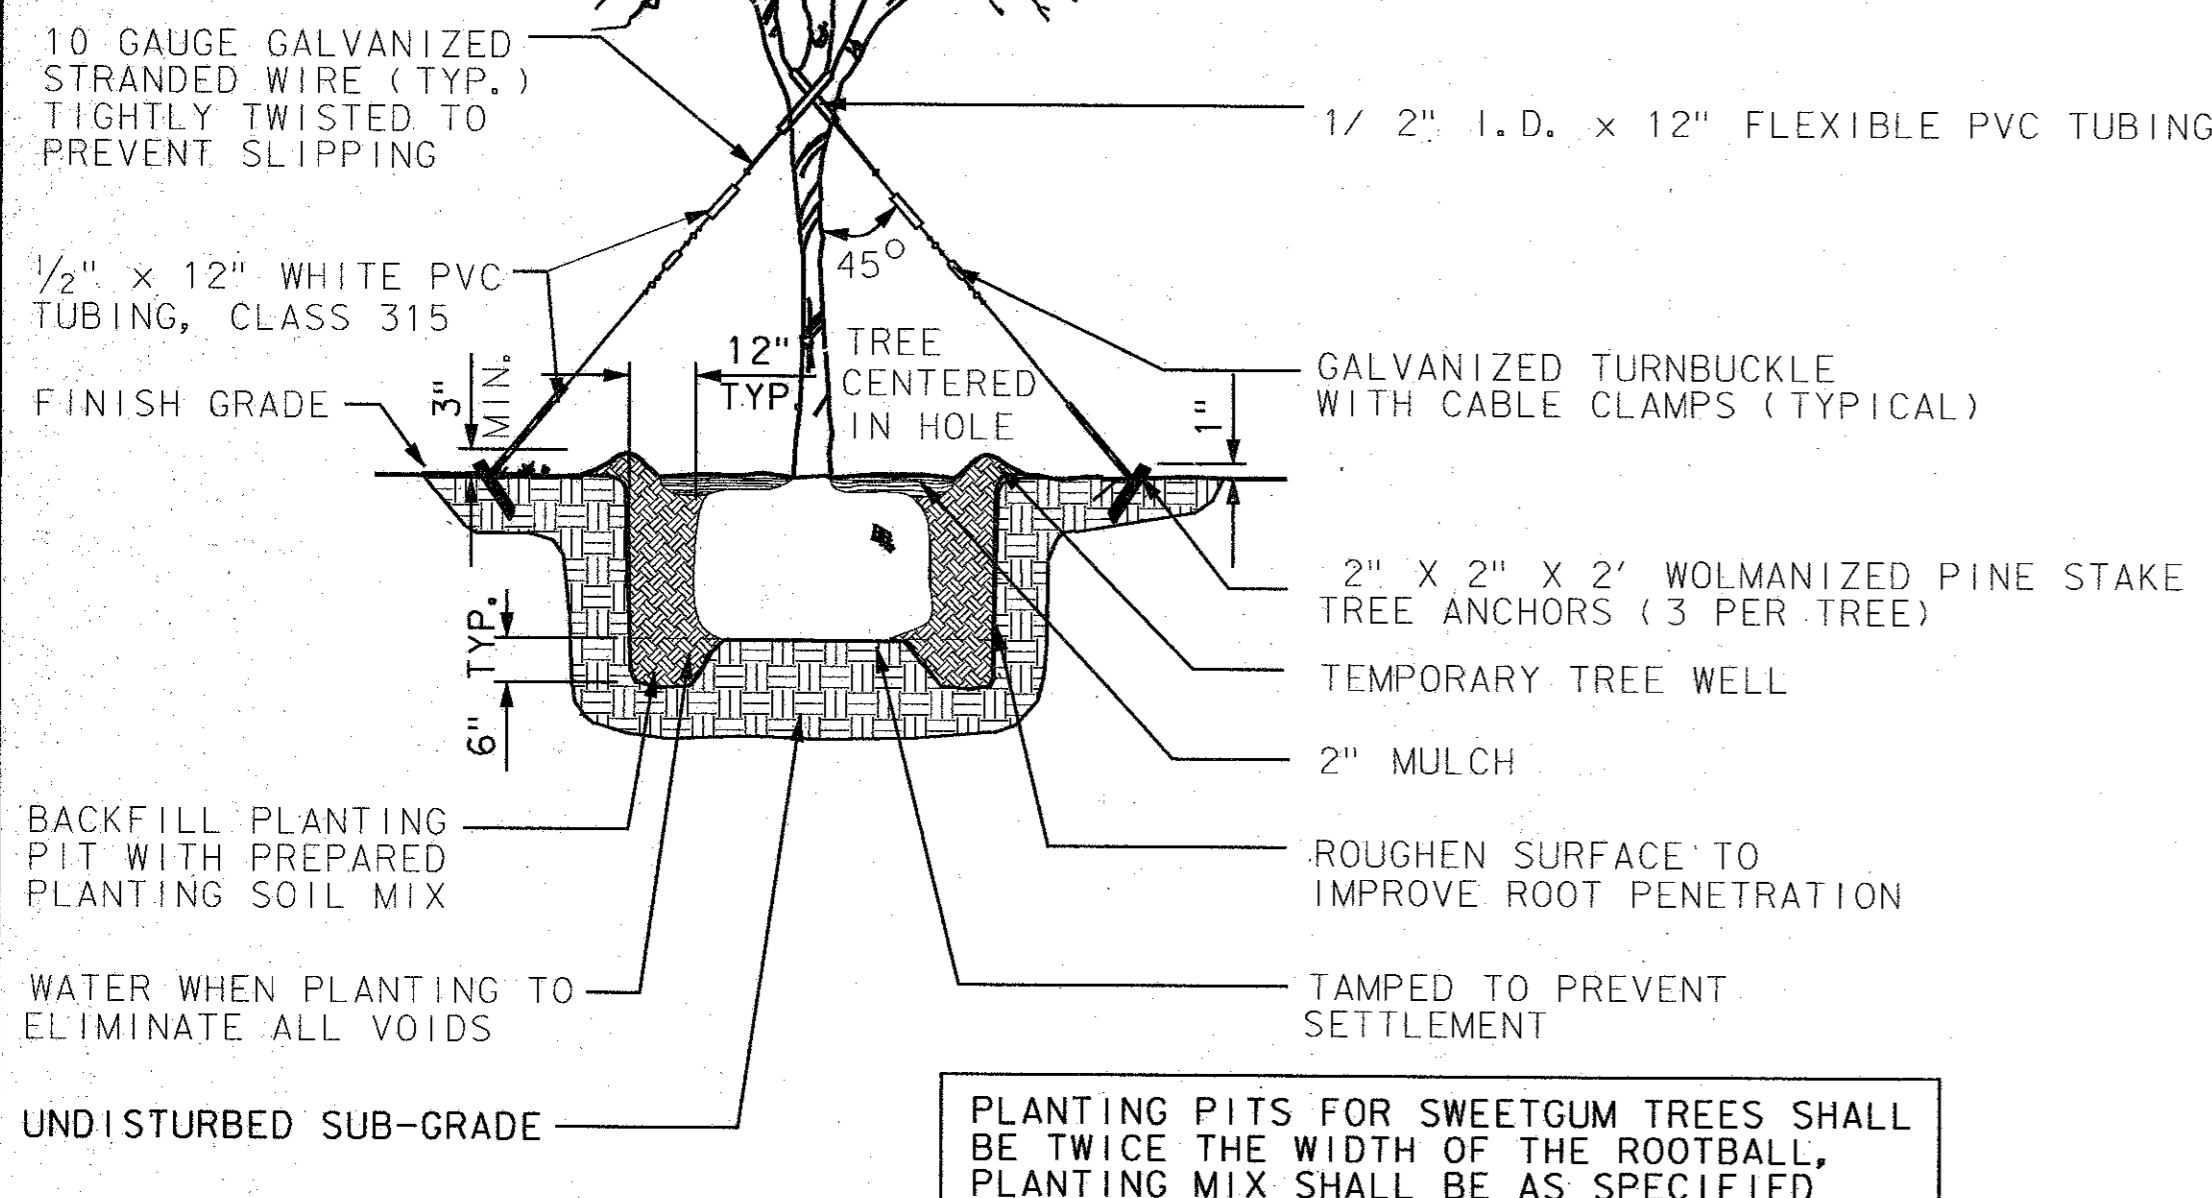 10 GAUGE GALVANIZED
STRANDED WIRE (TYP.)
TIGHTLY TWISTED TO
PREVENT SLIPPING
1/2" x 12" WHITE PVC
TUBING, CLASS 315
FINISH GRADE
3"
MIN.
12"
TYP
45°
TREE
CENTERED
IN HOLE
1/ 2" I.D. x 12" FLEXIBLE PVC TUBING
GALVANIZED TURNBUCKLE
WITH CABLE CLAMPS (TYPICAL)
1"
2" X 2" X 2' WOLMANIZED PINE STAKE
TREE ANCHORS (3 PER TREE)
TEMPORARY TREE WELL
2" MULCH
ROUGHEN SURFACE TO
IMPROVE ROOT PENETRATION
TAMPED TO PREVENT
SETTLEMENT
6"
TYP.
BACKFILL PLANTING
PIT WITH PREPARED
PLANTING SOIL MIX
WATER WHEN PLANTING TO
ELIMINATE ALL VOIDS
UNDISTURBED SUB-GRADE
PLANTING PITS FOR SWEETGUM TREES SHALL
BE TWICE THE WIDTH OF THE ROOTBALL,
PLANTING MIX SHALL BE AS SPECIFIED